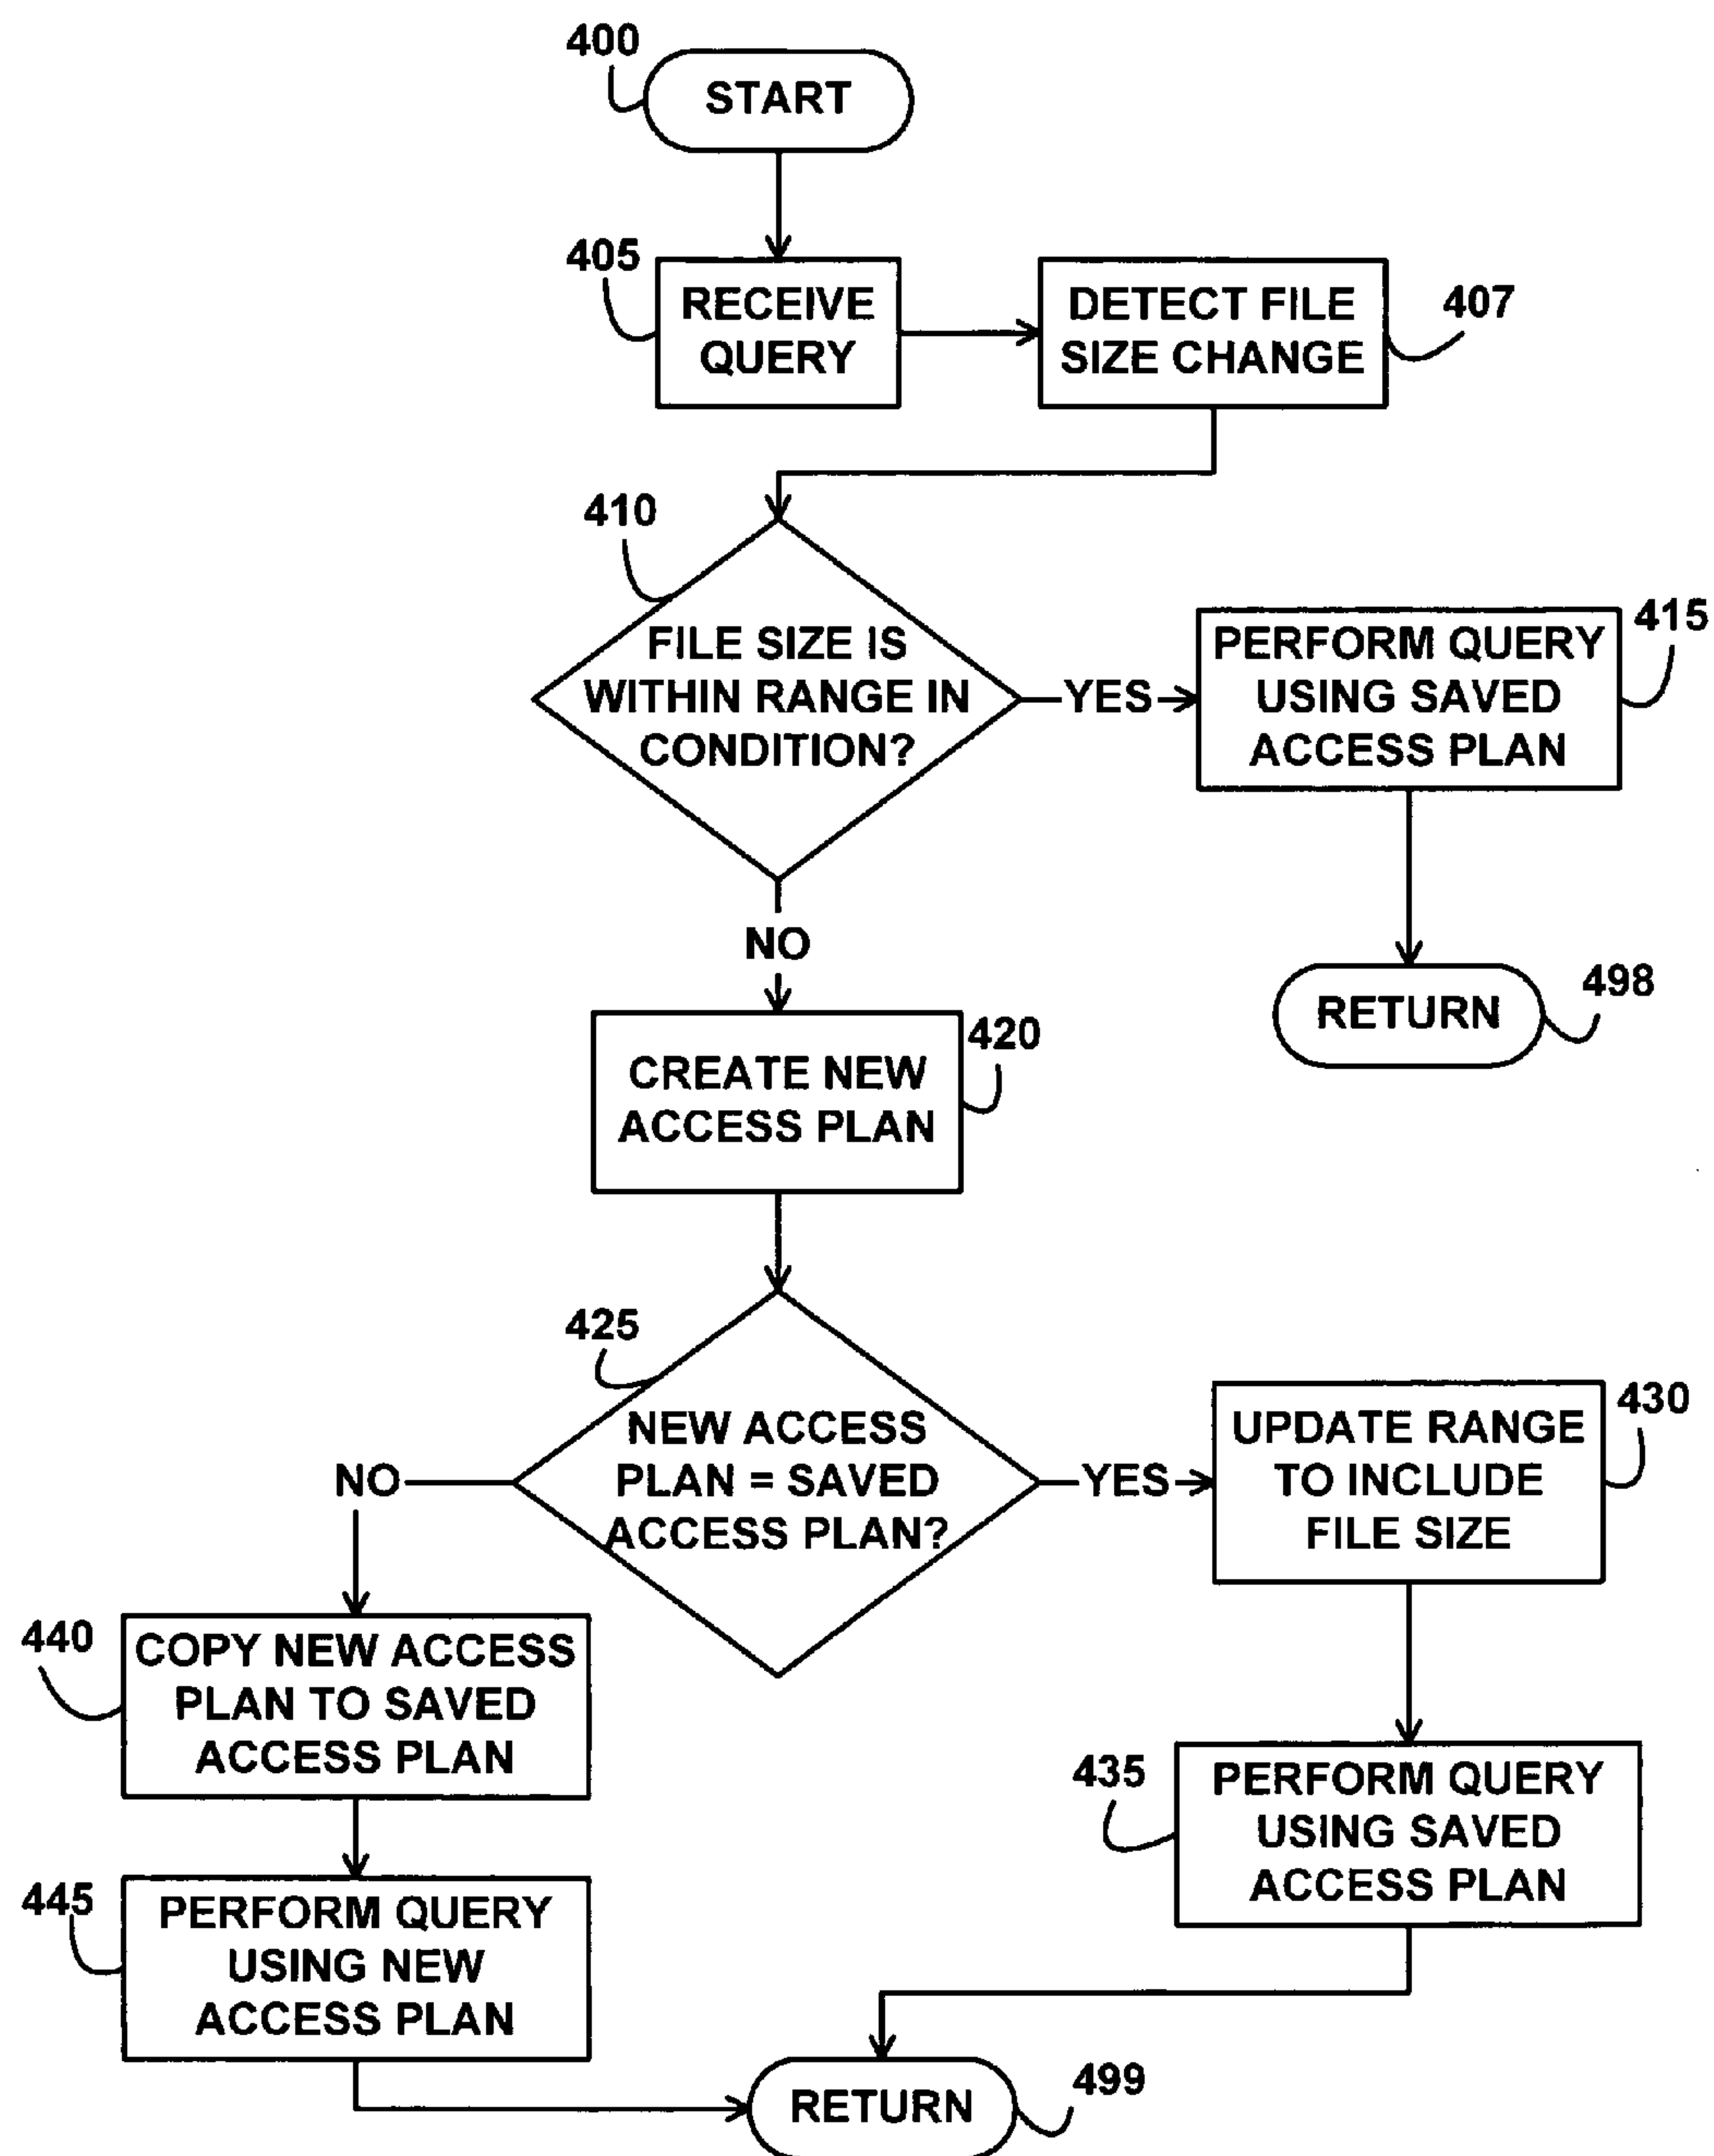 400
START
405
RECEIVE
QUERY
DETECT FILE
SIZE CHANGE
407
410
FILE SIZE IS
WITHIN RANGE IN
CONDITION?
YES
PERFORM QUERY
USING SAVED
ACCESS PLAN
415
NO
RETURN
498
CREATE NEW
ACCESS PLAN
420
425
NEW ACCESS
PLAN = SAVED
ACCESS PLAN?
NO
YES
UPDATE RANGE
TO INCLUDE
FILE SIZE
430
440
COPY NEW ACCESS
PLAN TO SAVED
ACCESS PLAN
435
PERFORM QUERY
USING SAVED
ACCESS PLAN
445
PERFORM QUERY
USING NEW
ACCESS PLAN
RETURN
499